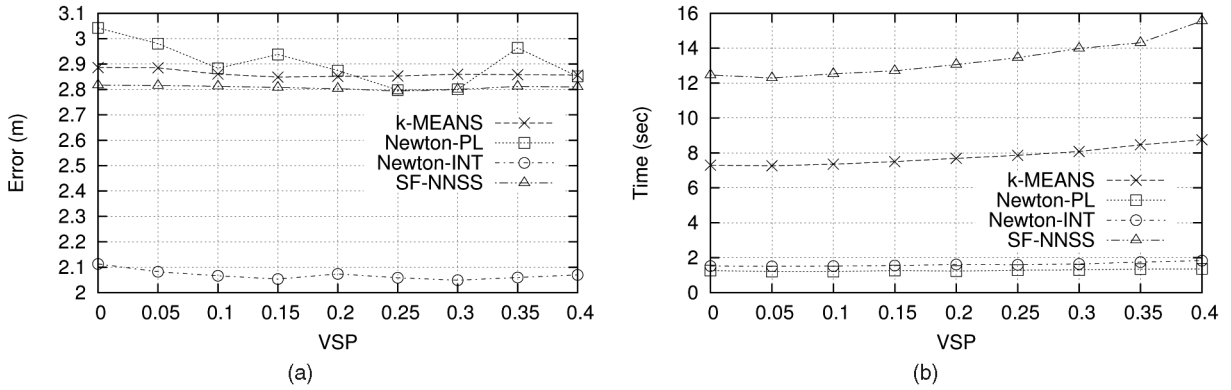 3.1
3
2.9
2.8
2.7
2.6
2.5
2.4
2.3
2.2
2.1
2
Error (m)
k-MEANS
Newton-PL
Newton-INT
SF-NNSS
0 0.05 0.1 0.15 0.2 0.25 0.3 0.35 0.4
VSP
(a)
16
14
12
10
8
6
4
2
0
Time (sec)
k-MEANS
Newton-PL
Newton-INT
SF-NNSS
0 0.05 0.1 0.15 0.2 0.25 0.3 0.35 0.4
VSP
(b)